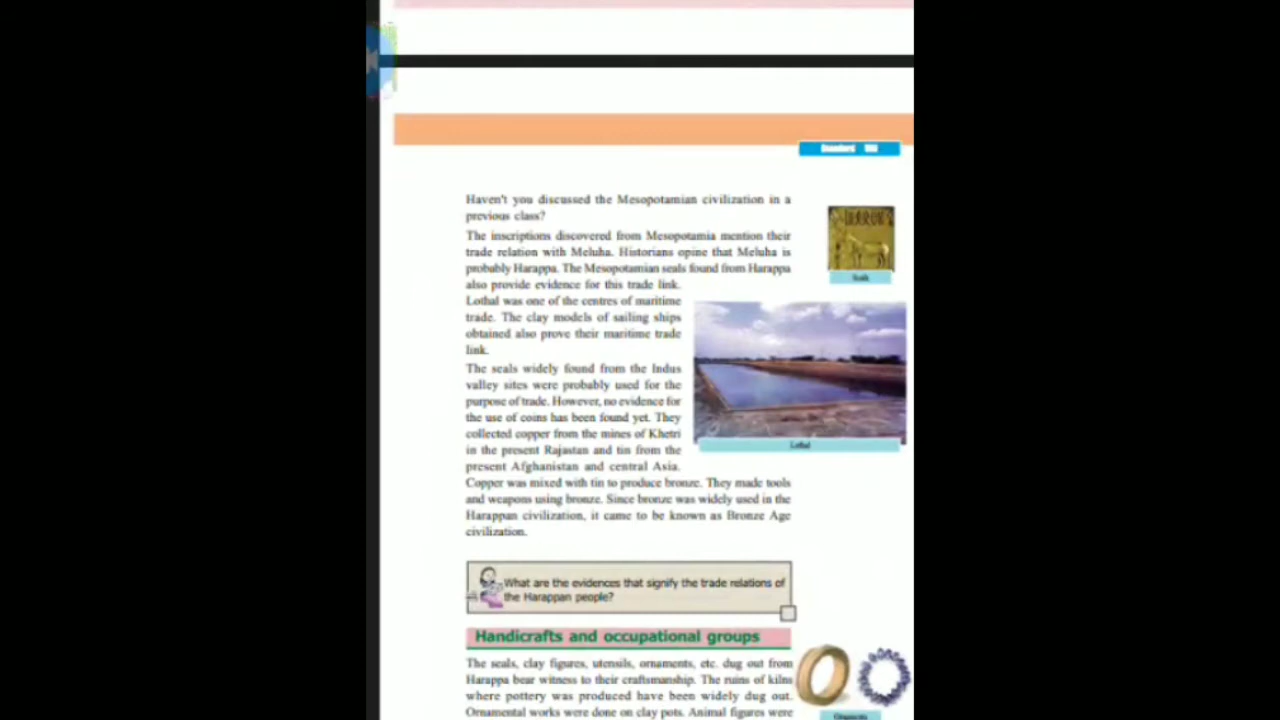 Standard
Haven't you discussed the Mesopotamian civilization in a
previous class?
The inscriptions discovered from Mesopotamia mention their
trade relation with Meluha. Historians opine that Meluha is
probably Harappa. The Mesopotamian seals found from Harappa
also provide evidence for this trade link.
Lothal was one of the centres of maritime
trade. The clay models of sailing ships
obtained also prove their maritime trade
link.
The seals widely found from the Indus
valley sites were probably used for the
purpose of trade. However, no evidence for
the use of coins has been found yet. They
collected copper from the mines of Khetri
in the present Rajastan and tin from the
present Afghanistan and central Asia.
Copper was mixed with tin to produce bronze. They made tools
and weapons using bronze. Since bronze was widely used in the
Harappan civilization, it came to be known as Bronze Age
civilization.
Lothal
What are the evidences that signify the trade relations of
the Harappan people?
Handicrafts and occupational groups
The seals, clay figures, utensils, ornaments, etc. dug out from
Harappa bear witness to their craftsmanship. The ruins of kilns
where pottery was produced have been widely dug out.
Ornamental works were done on clay pots. Animal figures were
Ornaments